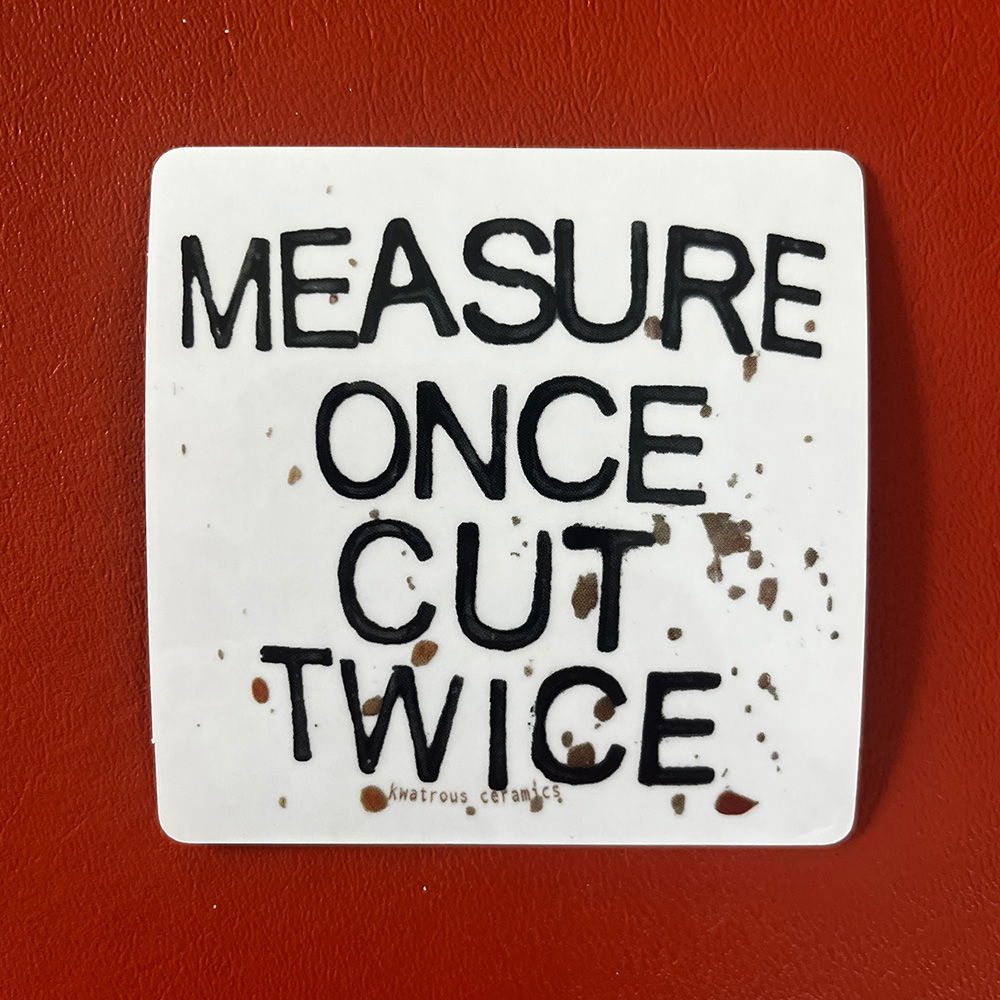 MEASURE
ONCE
CUT
TWICE
kwatrous ceramics